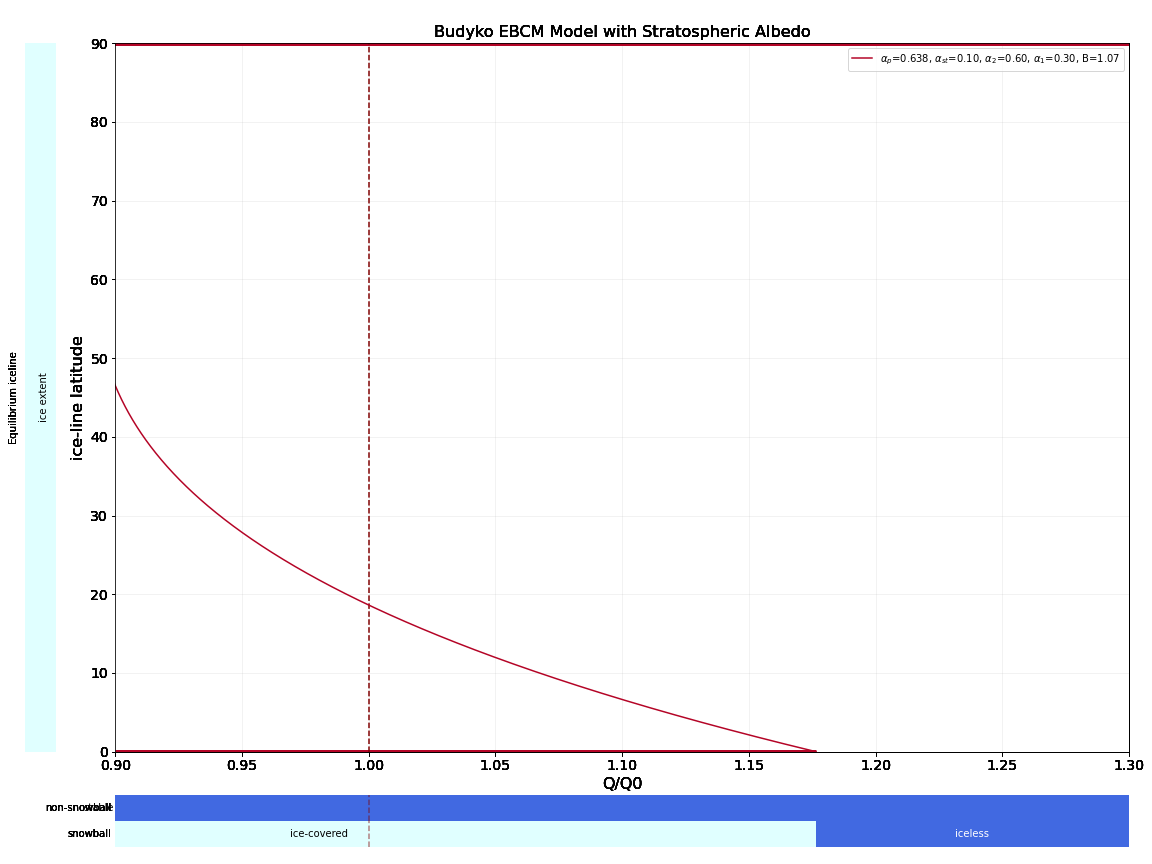 Budyko EBCM Model with Stratospheric Albedo
αp=0.638, αst=0.10, α2=0.60, α1=0.30, B=1.07
90
80
70
60
50
40
30
20
10
0
Equilibrium iceline
ice extent
ice-line latitude
0.90 0.95 1.00 1.05 1.10 1.15 1.20 1.25 1.30
Q/Q0
non-snowball
snowball
ice-covered
iceless